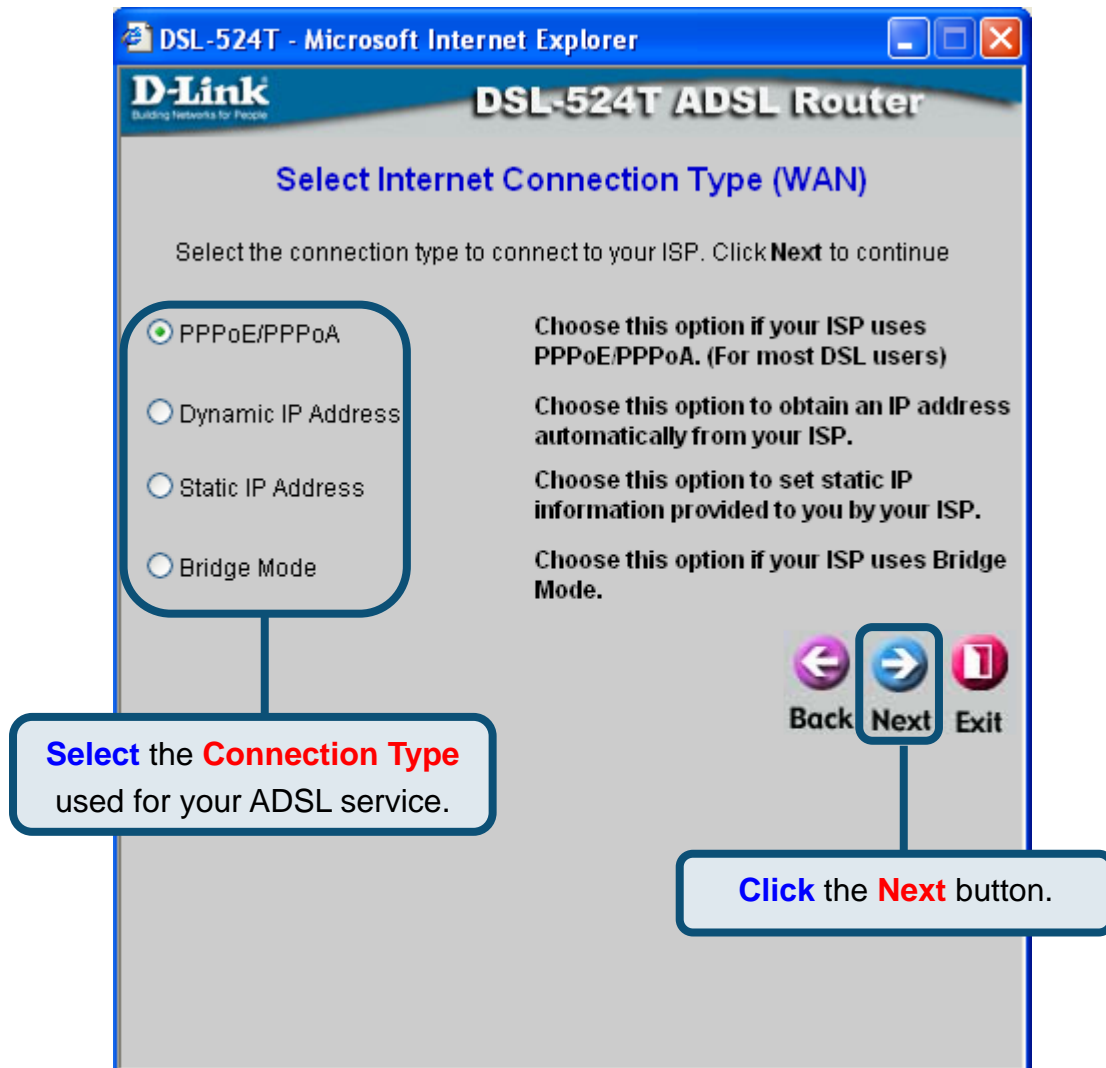 DSL-524T - Microsoft Internet Explorer
D-Link
Building Networks for People
DSL-524T ADSL Router
Select Internet Connection Type (WAN)
Select the connection type to connect to your ISP. Click Next to continue
PPPoE/PPPoA
Choose this option if your ISP uses
PPPoE/PPPoA. (For most DSL users)
Dynamic IP Address
Choose this option to obtain an IP address
automatically from your ISP.
Static IP Address
Choose this option to set static IP
information provided to you by your ISP.
Bridge Mode
Choose this option if your ISP uses Bridge
Mode.
Back Next Exit
Select the Connection Type
used for your ADSL service.
Click the Next button.